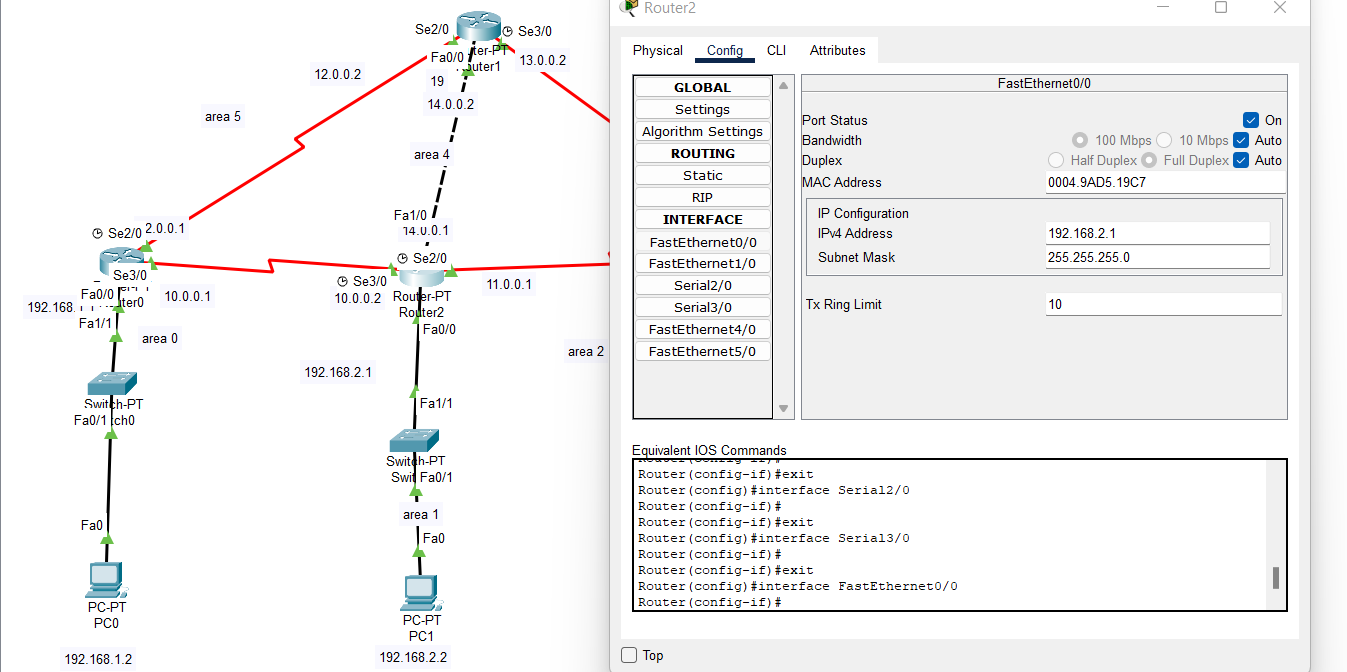 Router2
Physical
Config
CLI
Attributes
GLOBAL
Settings
Algorithm Settings
ROUTING
Static
RIP
INTERFACE
FastEthernet0/0
FastEthernet1/0
Serial2/0
Serial3/0
FastEthernet4/0
FastEthernet5/0
FastEthernet0/0
Port Status
On
Bandwidth
100 Mbps
10 Mbps
Auto
Duplex
Half Duplex
Full Duplex
Auto
MAC Address
0004.9AD5.19C7
IP Configuration
IPv4 Address
192.168.2.1
Subnet Mask
255.255.255.0
Tx Ring Limit
10
Equivalent IOS Commands
Router(config-if)#
Router(config-if)#exit
Router(config)#interface Serial2/0
Router(config-if)#
Router(config-if)#exit
Router(config)#interface Serial3/0
Router(config-if)#
Router(config-if)#exit
Router(config)#interface FastEthernet0/0
Router(config-if)#
Top
Se2/0
Se3/0
Fa0/0
13.0.0.2
12.0.0.2
19
14.0.0.2
area 5
area 4
Fa1/0
14.0.0.1
Se2/0
2.0.0.1
Se2/0
Se3/0
Se3/0
10.0.0.2
11.0.0.1
Router-PT
Router2
Fa0/0
10.0.0.1
Fa0/0
192.168.
Fa1/1
area 0
area 2
192.168.2.1
Switch-PT
Fa0/1
Fa1/1
Switch-PT
Fa0/1
area 1
Fa0
Fa0
PC-PT
PC0
192.168.1.2
PC-PT
PC1
192.168.2.2